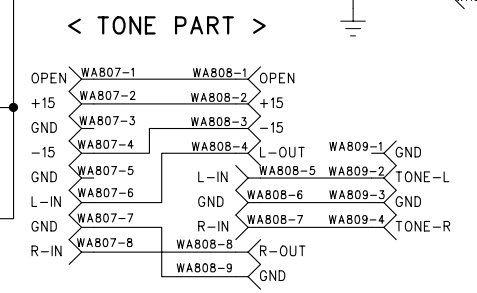 < TONE PART >
OPEN WA807-1 WA808-1 OPEN
+15 WA807-2 WA808-2 +15
GND WA807-3 WA808-3 -15
-15 WA807-4 WA808-4 L-OUT WA809-1 GND
GND WA807-5 L-IN WA808-5 WA809-2 TONE-L
L-IN WA807-6 GND WA808-6 WA809-3 GND
GND WA807-7 R-IN WA808-7 WA809-4 TONE-R
R-IN WA807-8 WA808-8 R-OUT
WA808-9 GND